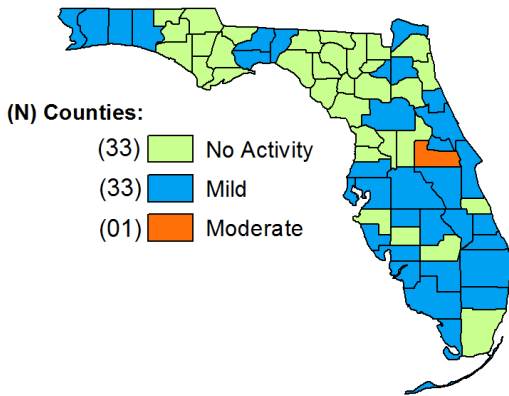 (N) Counties:
(33) No Activity
(33) Mild
(01) Moderate